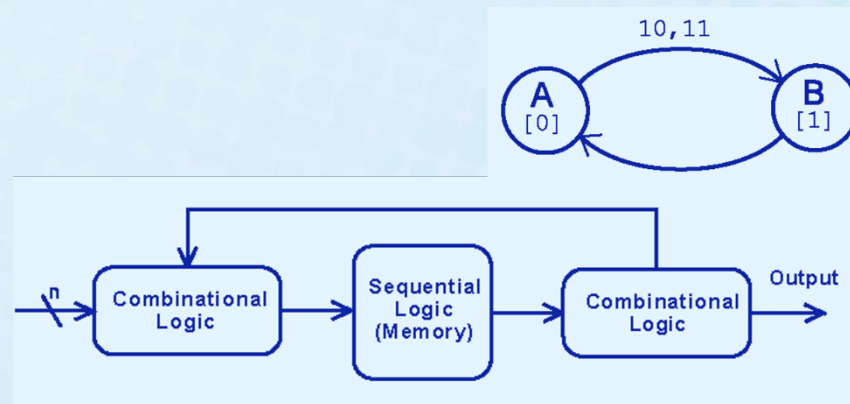 10,11
A
[0]
B
[1]
n
Combinational
Logic
Sequential
Logic
(Memory)
Combinational
Logic
Output